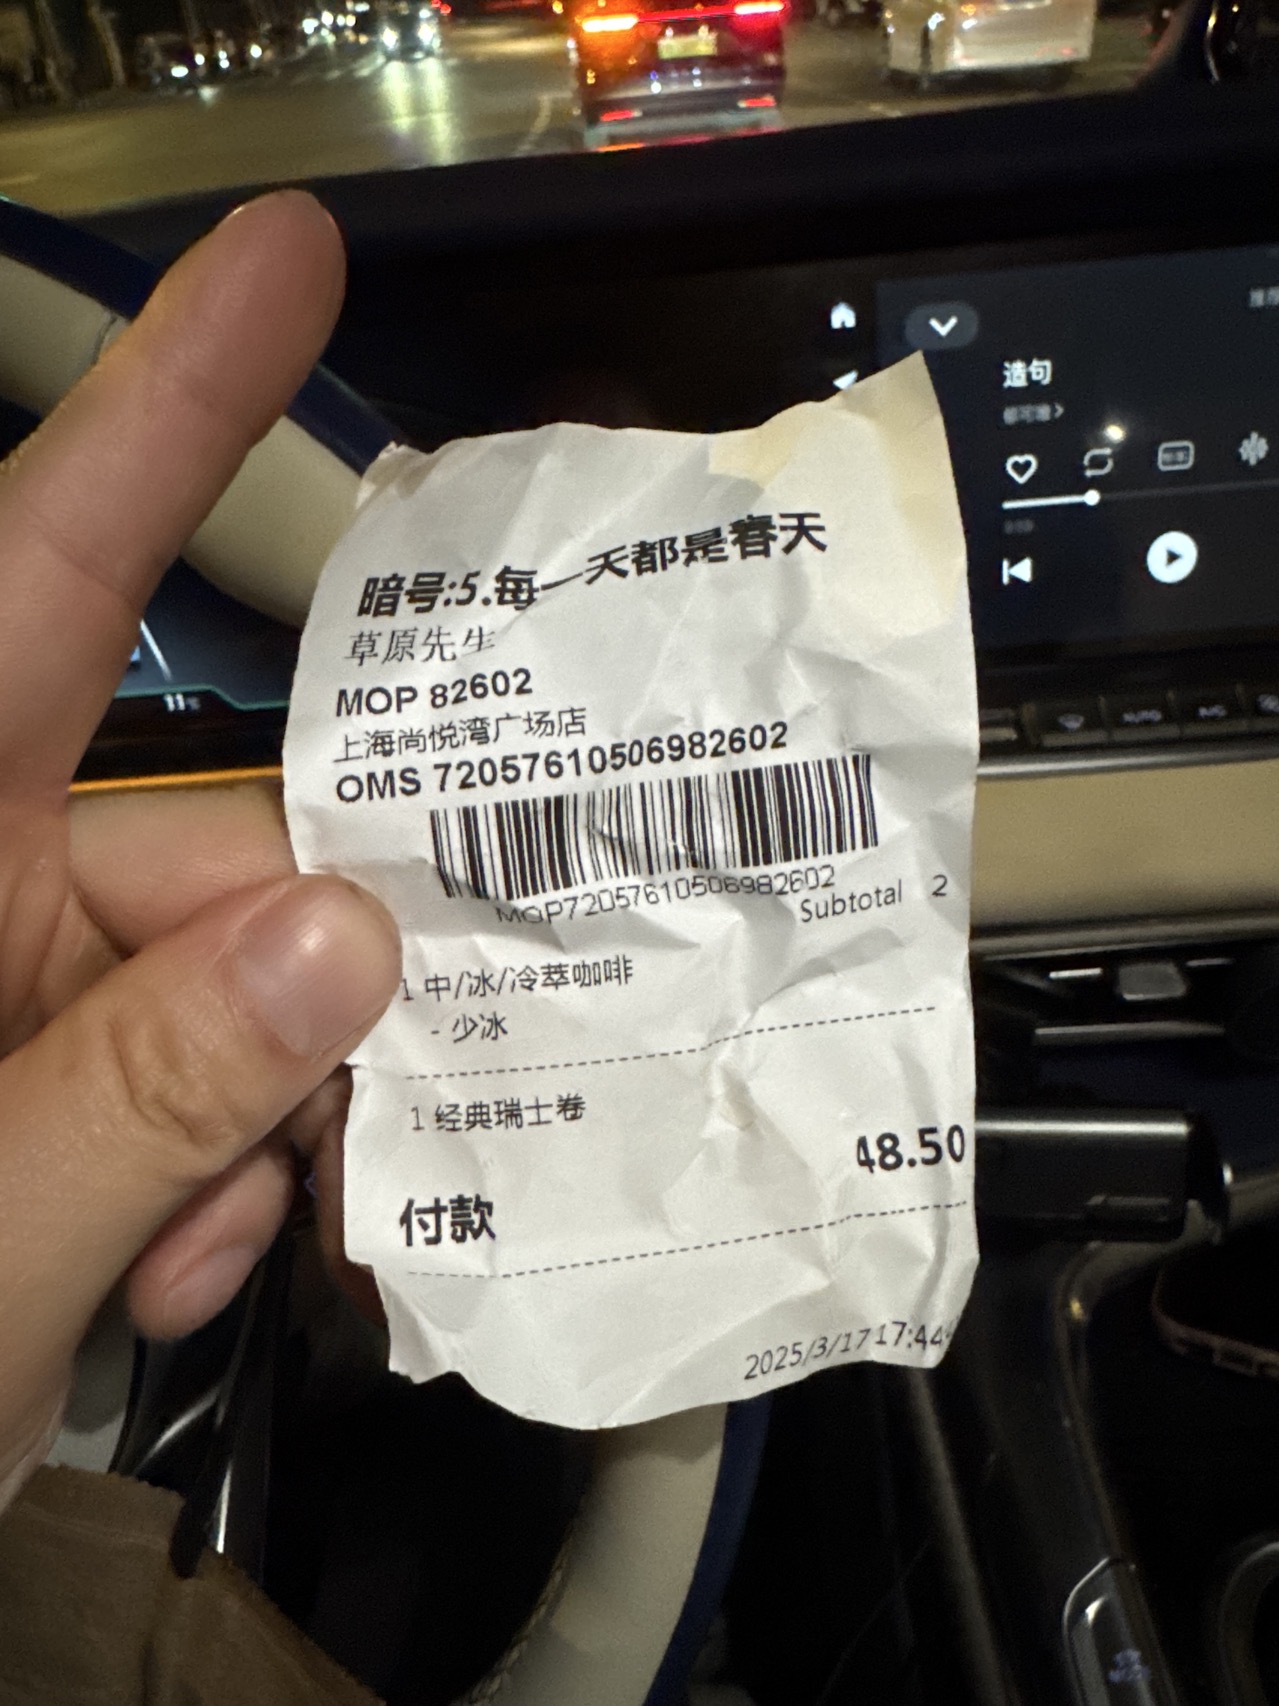 造句
暗号:5.每一天都是春天
草原先生
MOP 82602
上海尚悦湾广场店
OMS 72057610506982602
MOP72057610506982602
Subtotal 2
1 中/冰/冷萃咖啡
- 少冰
1 经典瑞士卷
48.50
付款
2025/3/17 17:44
AUTO
A/C